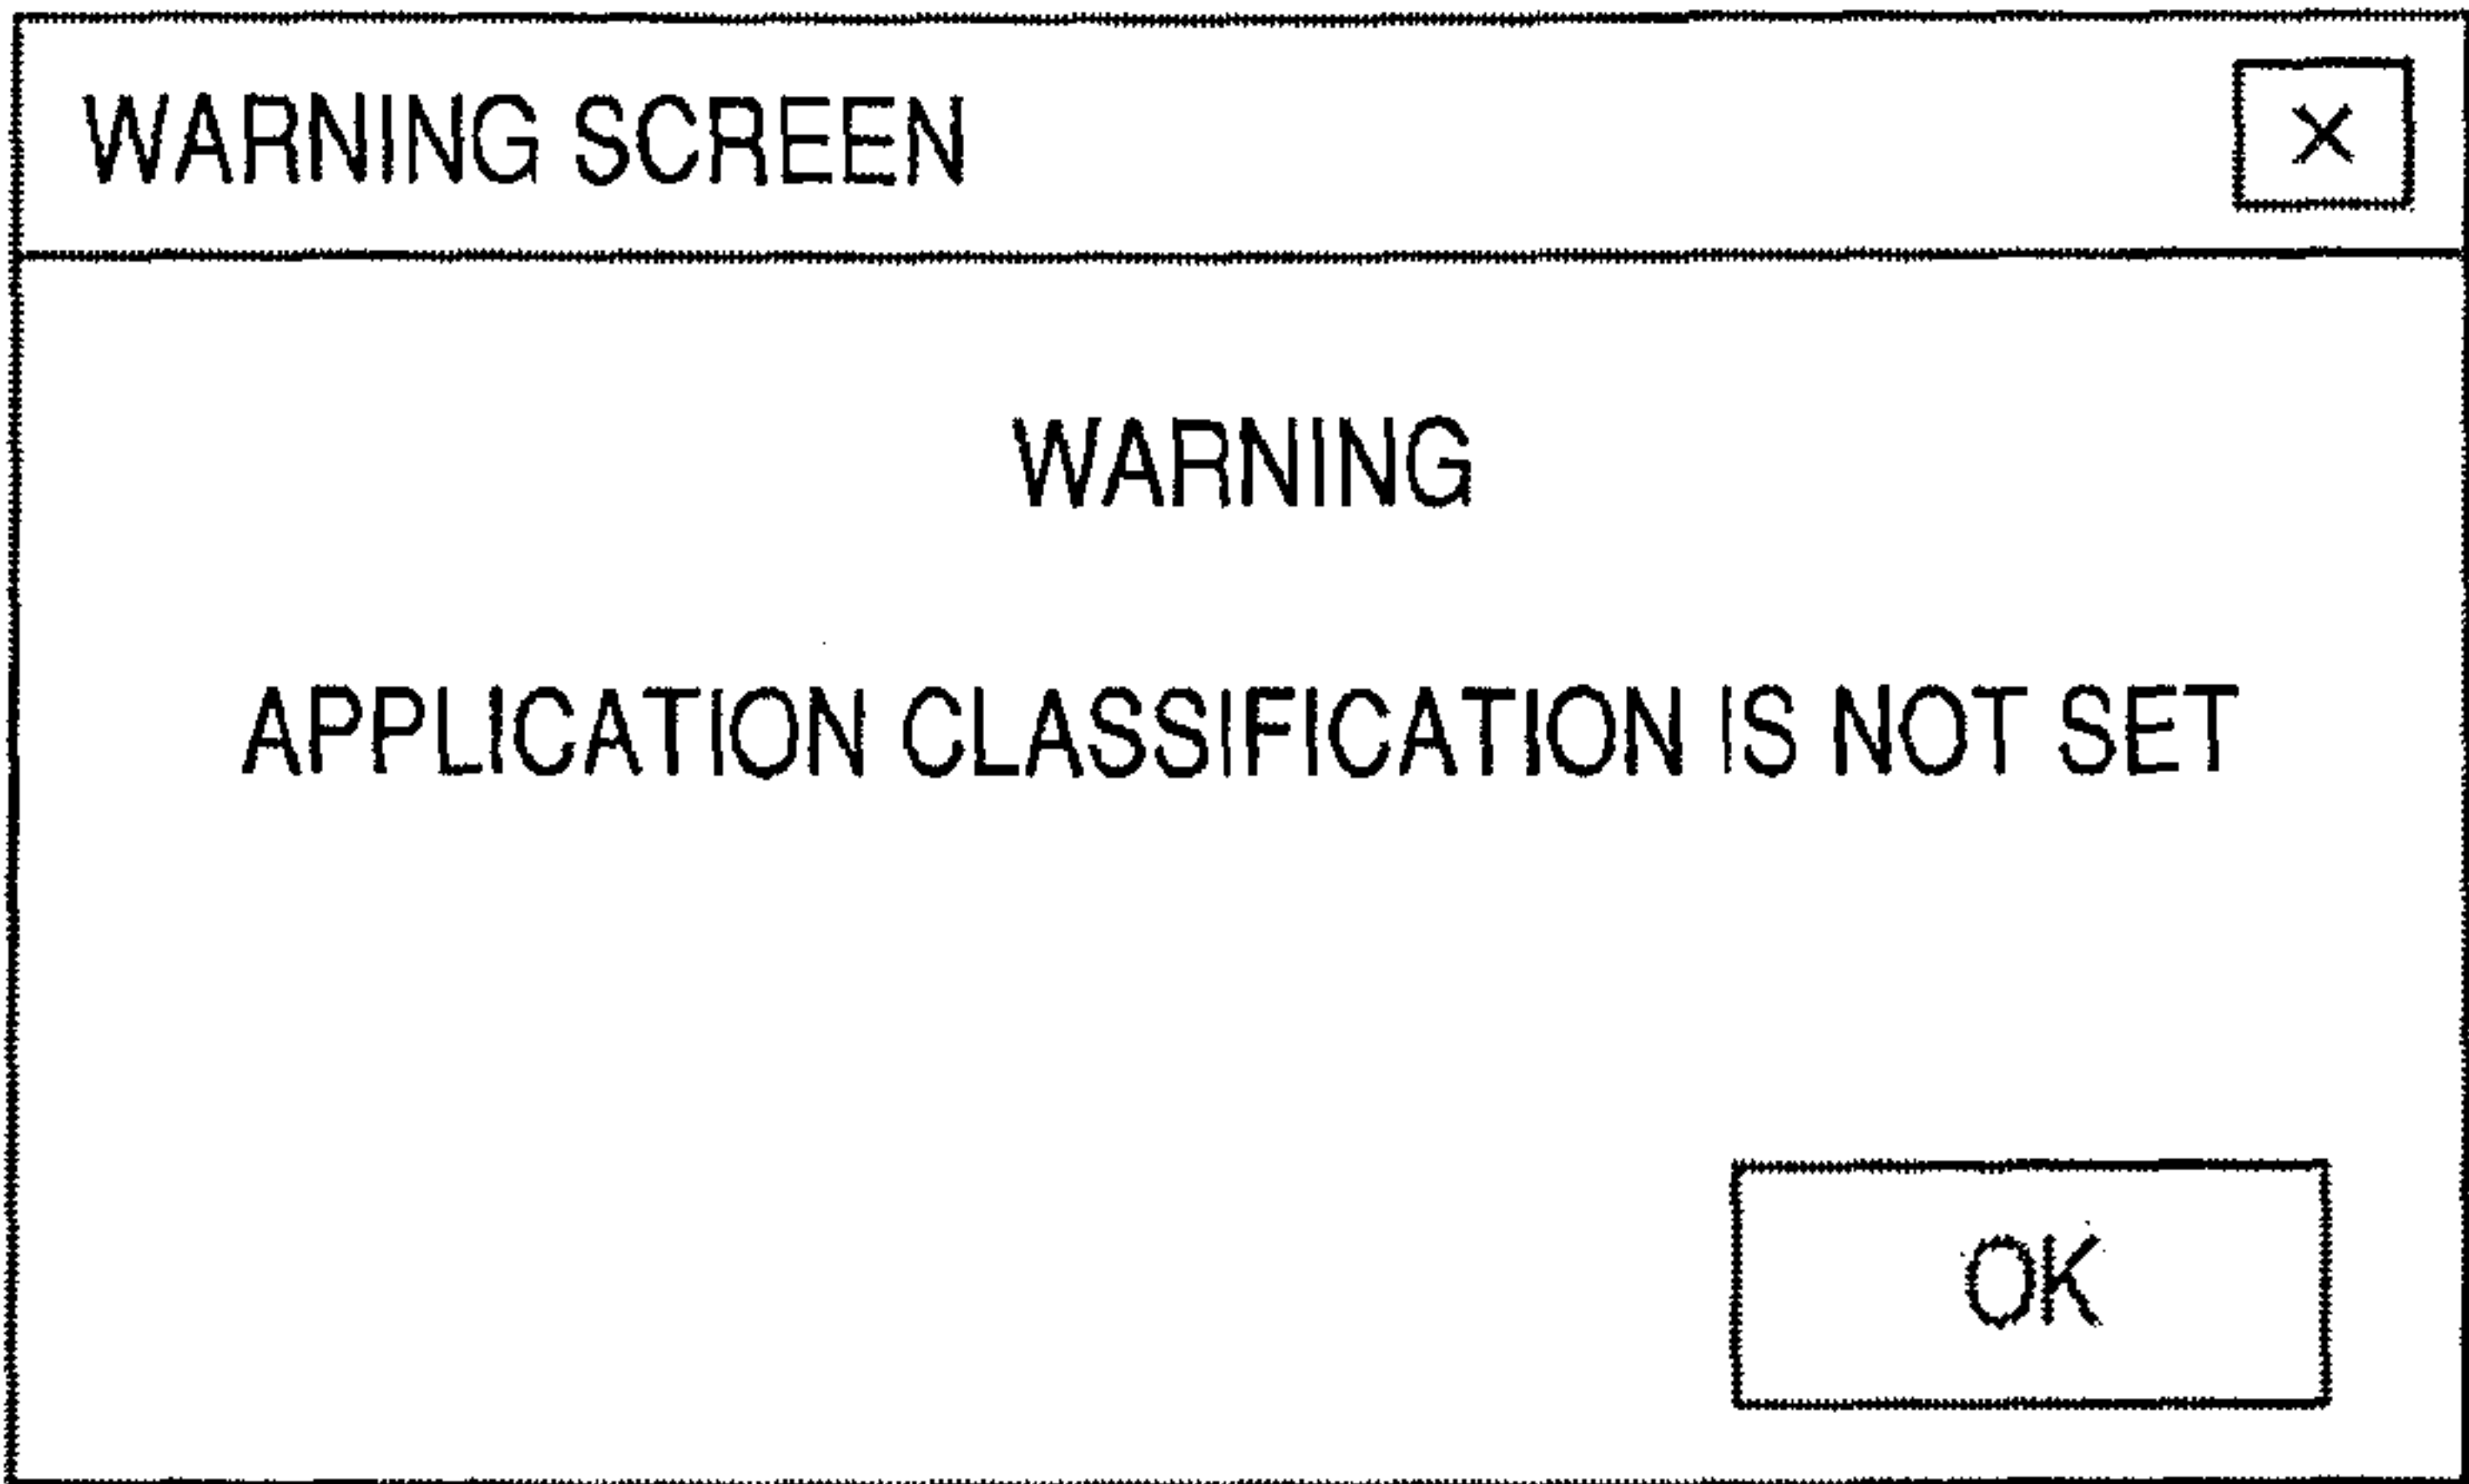 WARNING SCREEN ×
WARNING
APPLICATION CLASSIFICATION IS NOT SET
OK